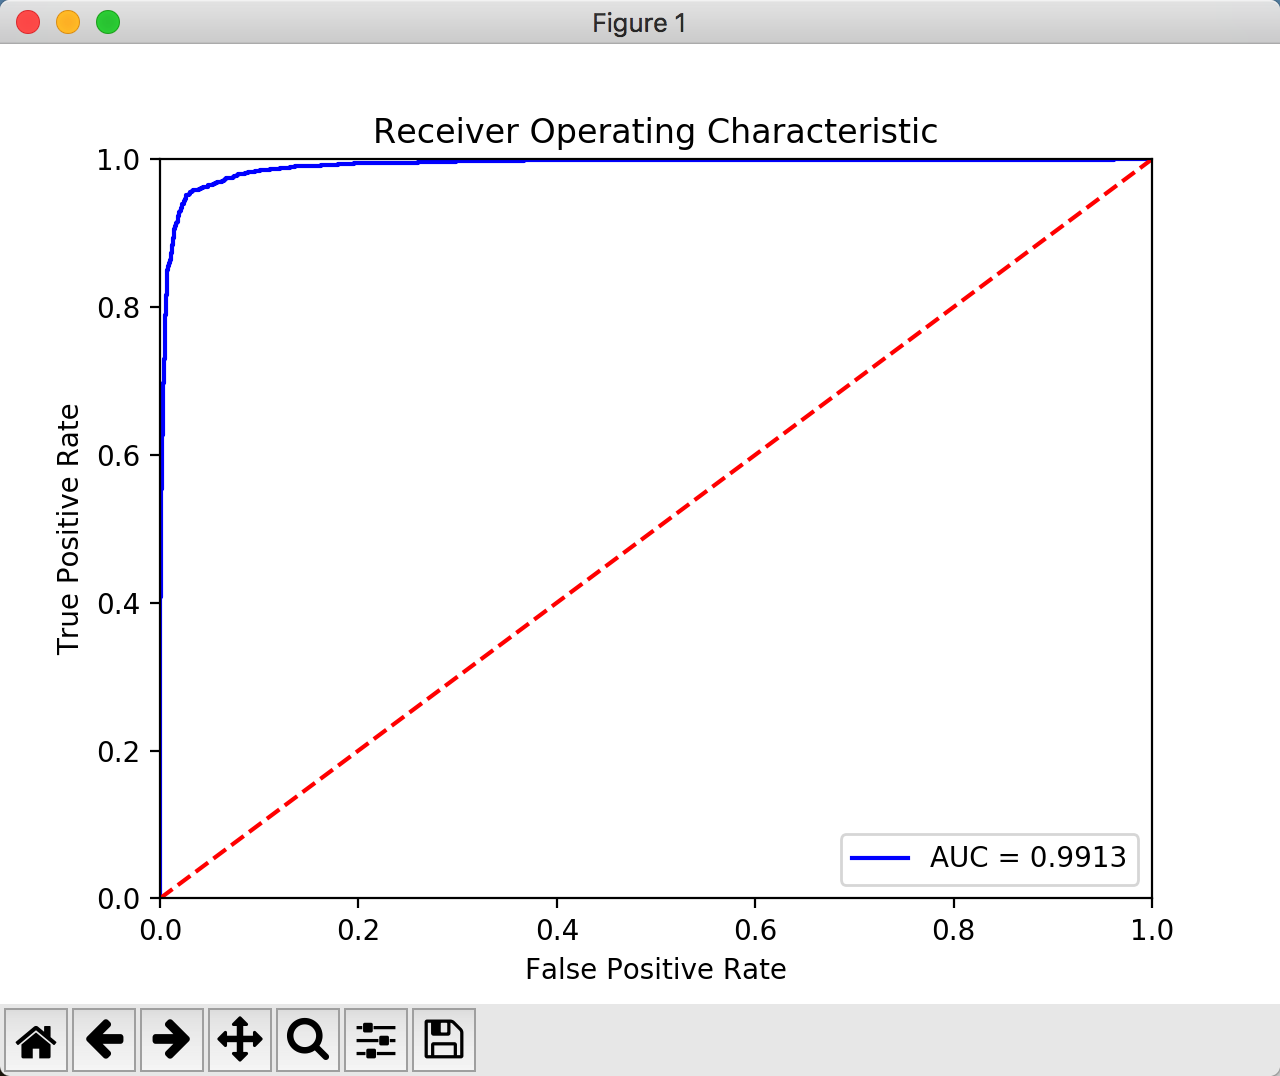 Figure 1
Receiver Operating Characteristic
1.0
0.8
0.6
0.4
0.2
0.0
True Positive Rate
AUC = 0.9913
0.0 0.2 0.4 0.6 0.8 1.0
False Positive Rate